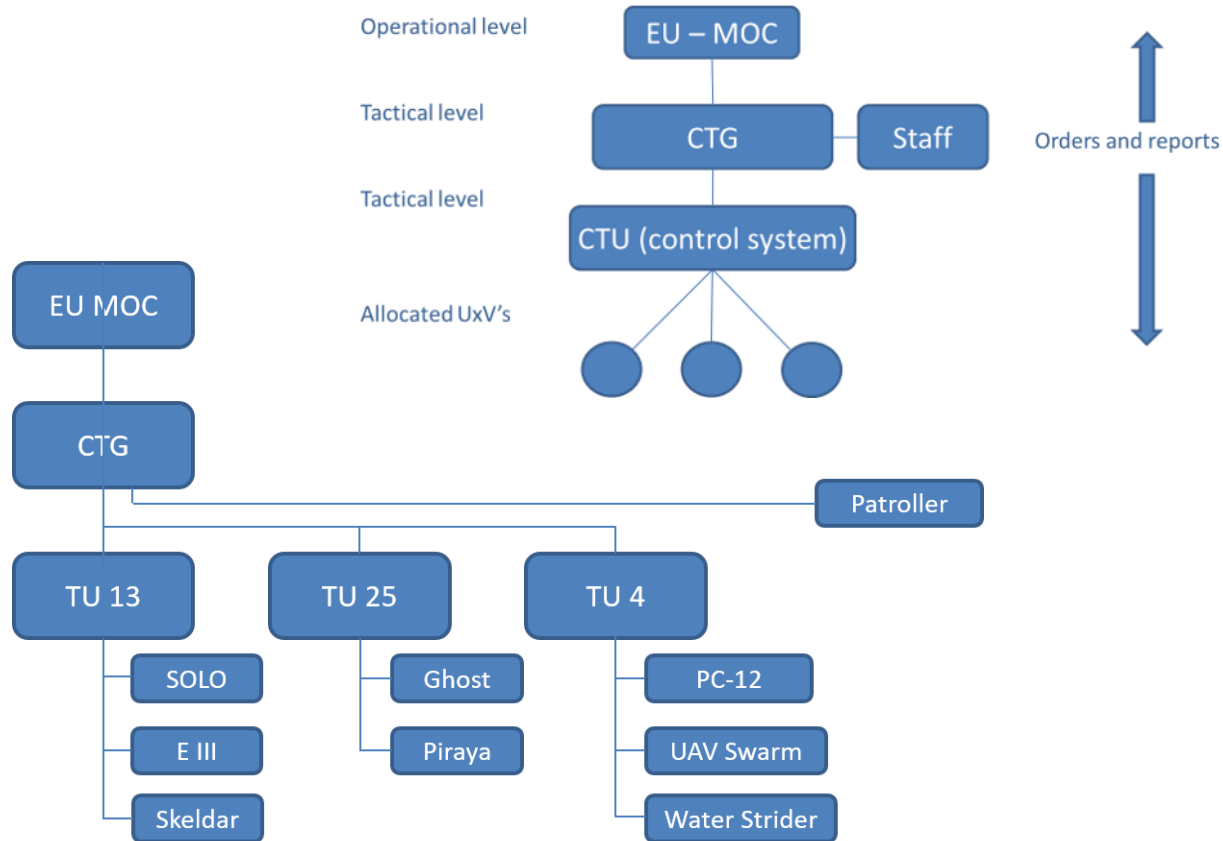 Operational level
EU – MOC
Tactical level
CTG
Staff
Orders and reports
Tactical level
CTU (control system)
Allocated UxV’s
EU MOC
CTG
Patroller
TU 13
TU 25
TU 4
SOLO
Ghost
PC-12
E III
Piraya
UAV Swarm
Skeldar
Water Strider